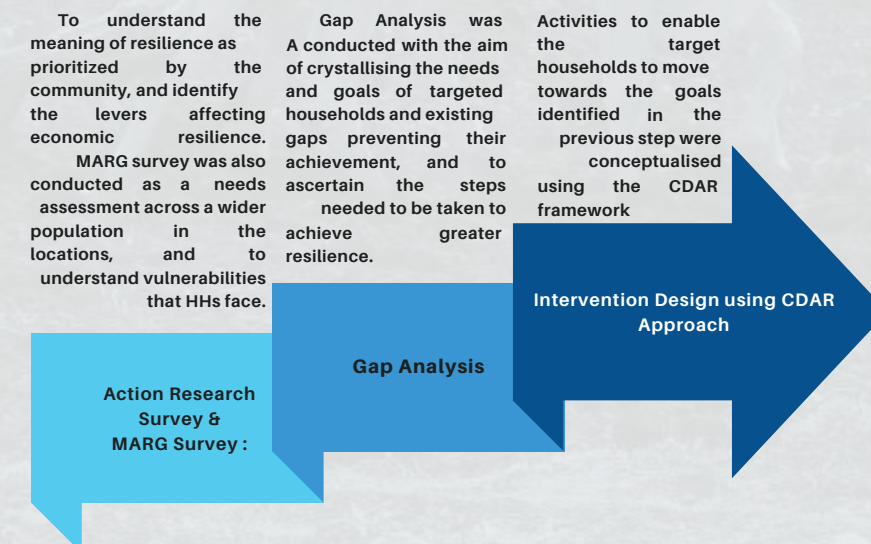 To understand the
meaning of resilience as
prioritized by the
community, and identify
the levers affecting
economic resilience.
MARG survey was also
conducted as a needs
assessment across a wider
population in the
locations, and to
understand vulnerabilities
that HHs face.
Gap Analysis was
A conducted with the aim
of crystallising the needs
and goals of targeted
households and existing
gaps preventing their
achievement, and to
ascertain the steps
needed to be taken to
achieve greater
resilience.
Activities to enable
the target
households to move
towards the goals
identified in the
previous step were
conceptualised
using the CDAR
framework
Action Research
Survey &
MARG Survey :
Gap Analysis
Intervention Design using CDAR
Approach